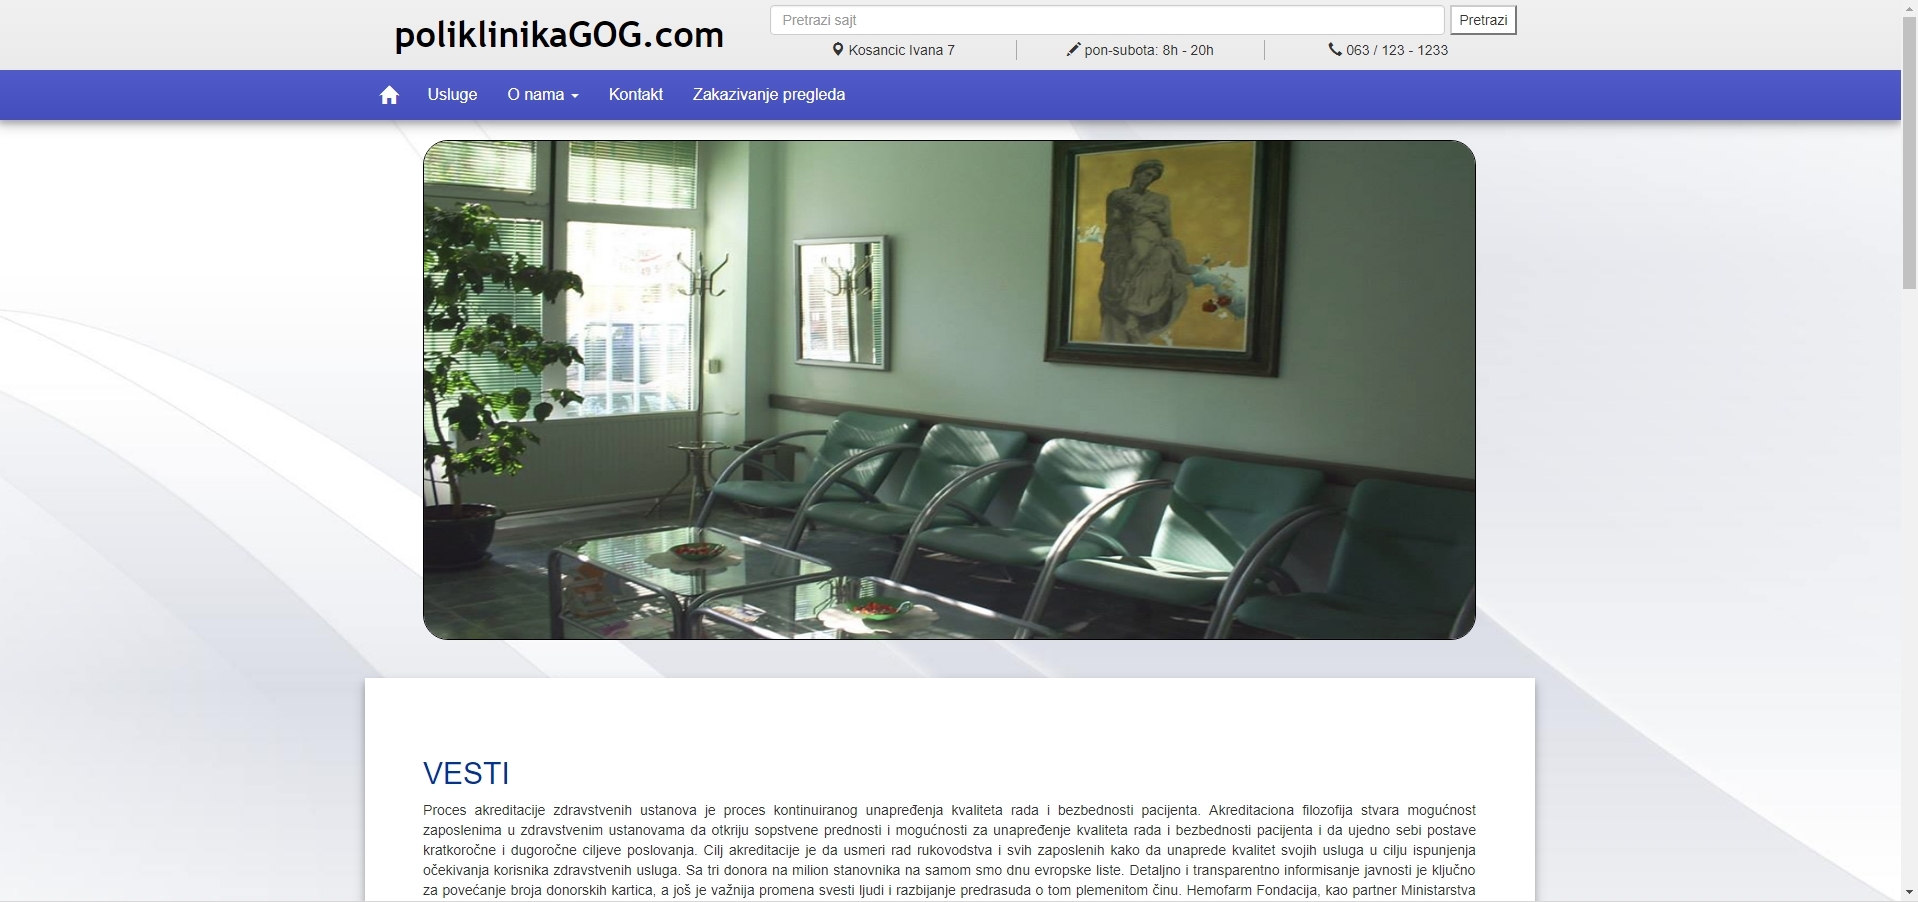 poliklinikaGOG.com
Pretrazi sajt
Pretrazi
Kosancic Ivana 7
pon-subota: 8h - 20h
063 / 123 - 1233
Usluge
O nama
Kontakt
Zakazivanje pregleda
VESTI
Proces akreditacije zdravstvenih ustanova je proces kontinuiranog unapređenja kvaliteta rada i bezbednosti pacijenta. Akreditaciona filozofija stvara mogućnost
zaposlenima u zdravstvenim ustanovama da otkriju sopstvene prednosti i mogućnosti za unapređenje kvaliteta rada i bezbednosti pacijenta i da ujedno sebi postave
kratkoročne i dugoročne ciljeve poslovanja. Cilj akreditacije je da usmeri rad rukovodstva i svih zaposlenih kako da unaprede kvalitet svojih usluga u cilju ispunjenja
očekivanja korisnika zdravstvenih usluga. Sa tri donora na milion stanovnika na samom smo dnu evropske liste. Detaljno i transparentno informisanje javnosti je ključno
za povećanje broja donorskih kartica, a još je važnija promena svesti ljudi i razbijanje predrasuda o tom plemenitom činu. Hemofarm Fondacija, kao partner Ministarstva